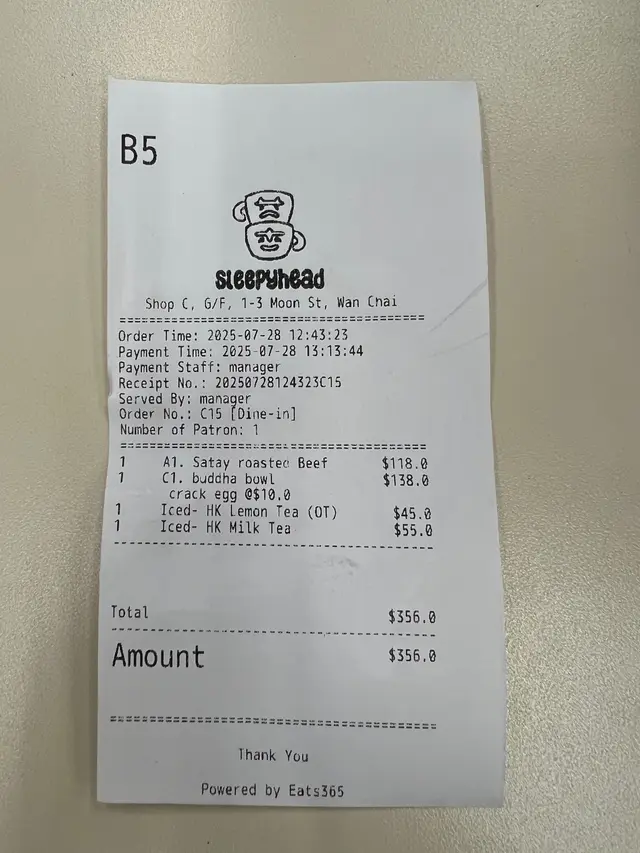 B5
sleepyhead
Shop C, G/F, 1-3 Moon St, Wan Chai
================================================
Order Time: 2025-07-28 12:43:23
Payment Time: 2025-07-28 13:13:44
Payment Staff: manager
Receipt No.: 20250728124323C15
Served By: manager
Order No.: C15 [Dine-in]
Number of Patron: 1
================================================
1 A1. Satay roasted Beef $118.0
1 C1. buddha bowl $138.0
crack egg @$10.0
1 Iced- HK Lemon Tea (OT) $45.0
1 Iced- HK Milk Tea $55.0
------------------------------------------------
Total $356.0
------------------------------------------------
Amount $356.0
================================================
Thank You
Powered by Eats365